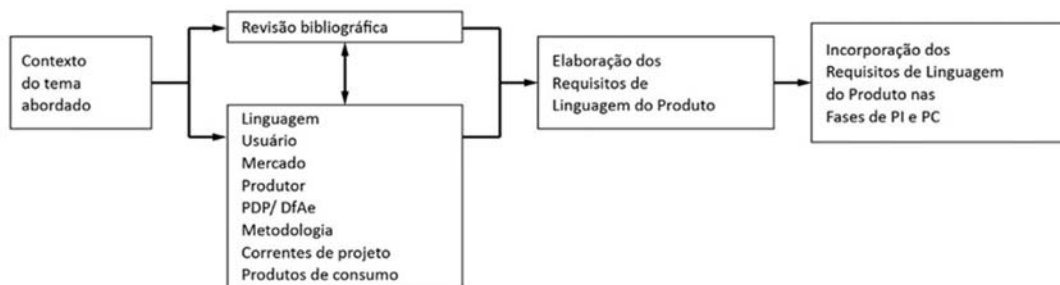 Contexto
do tema
abordado
Revisão bibliográfica
Linguagem
Usuário
Mercado
Produtor
PDP/ DfAe
Metodologia
Correntes de projeto
Produtos de consumo
Elaboração dos
Requisitos de
Linguagem do Produto
Incorporação dos
Requisitos de Linguagem
do Produto nas
Fases de PI e PC